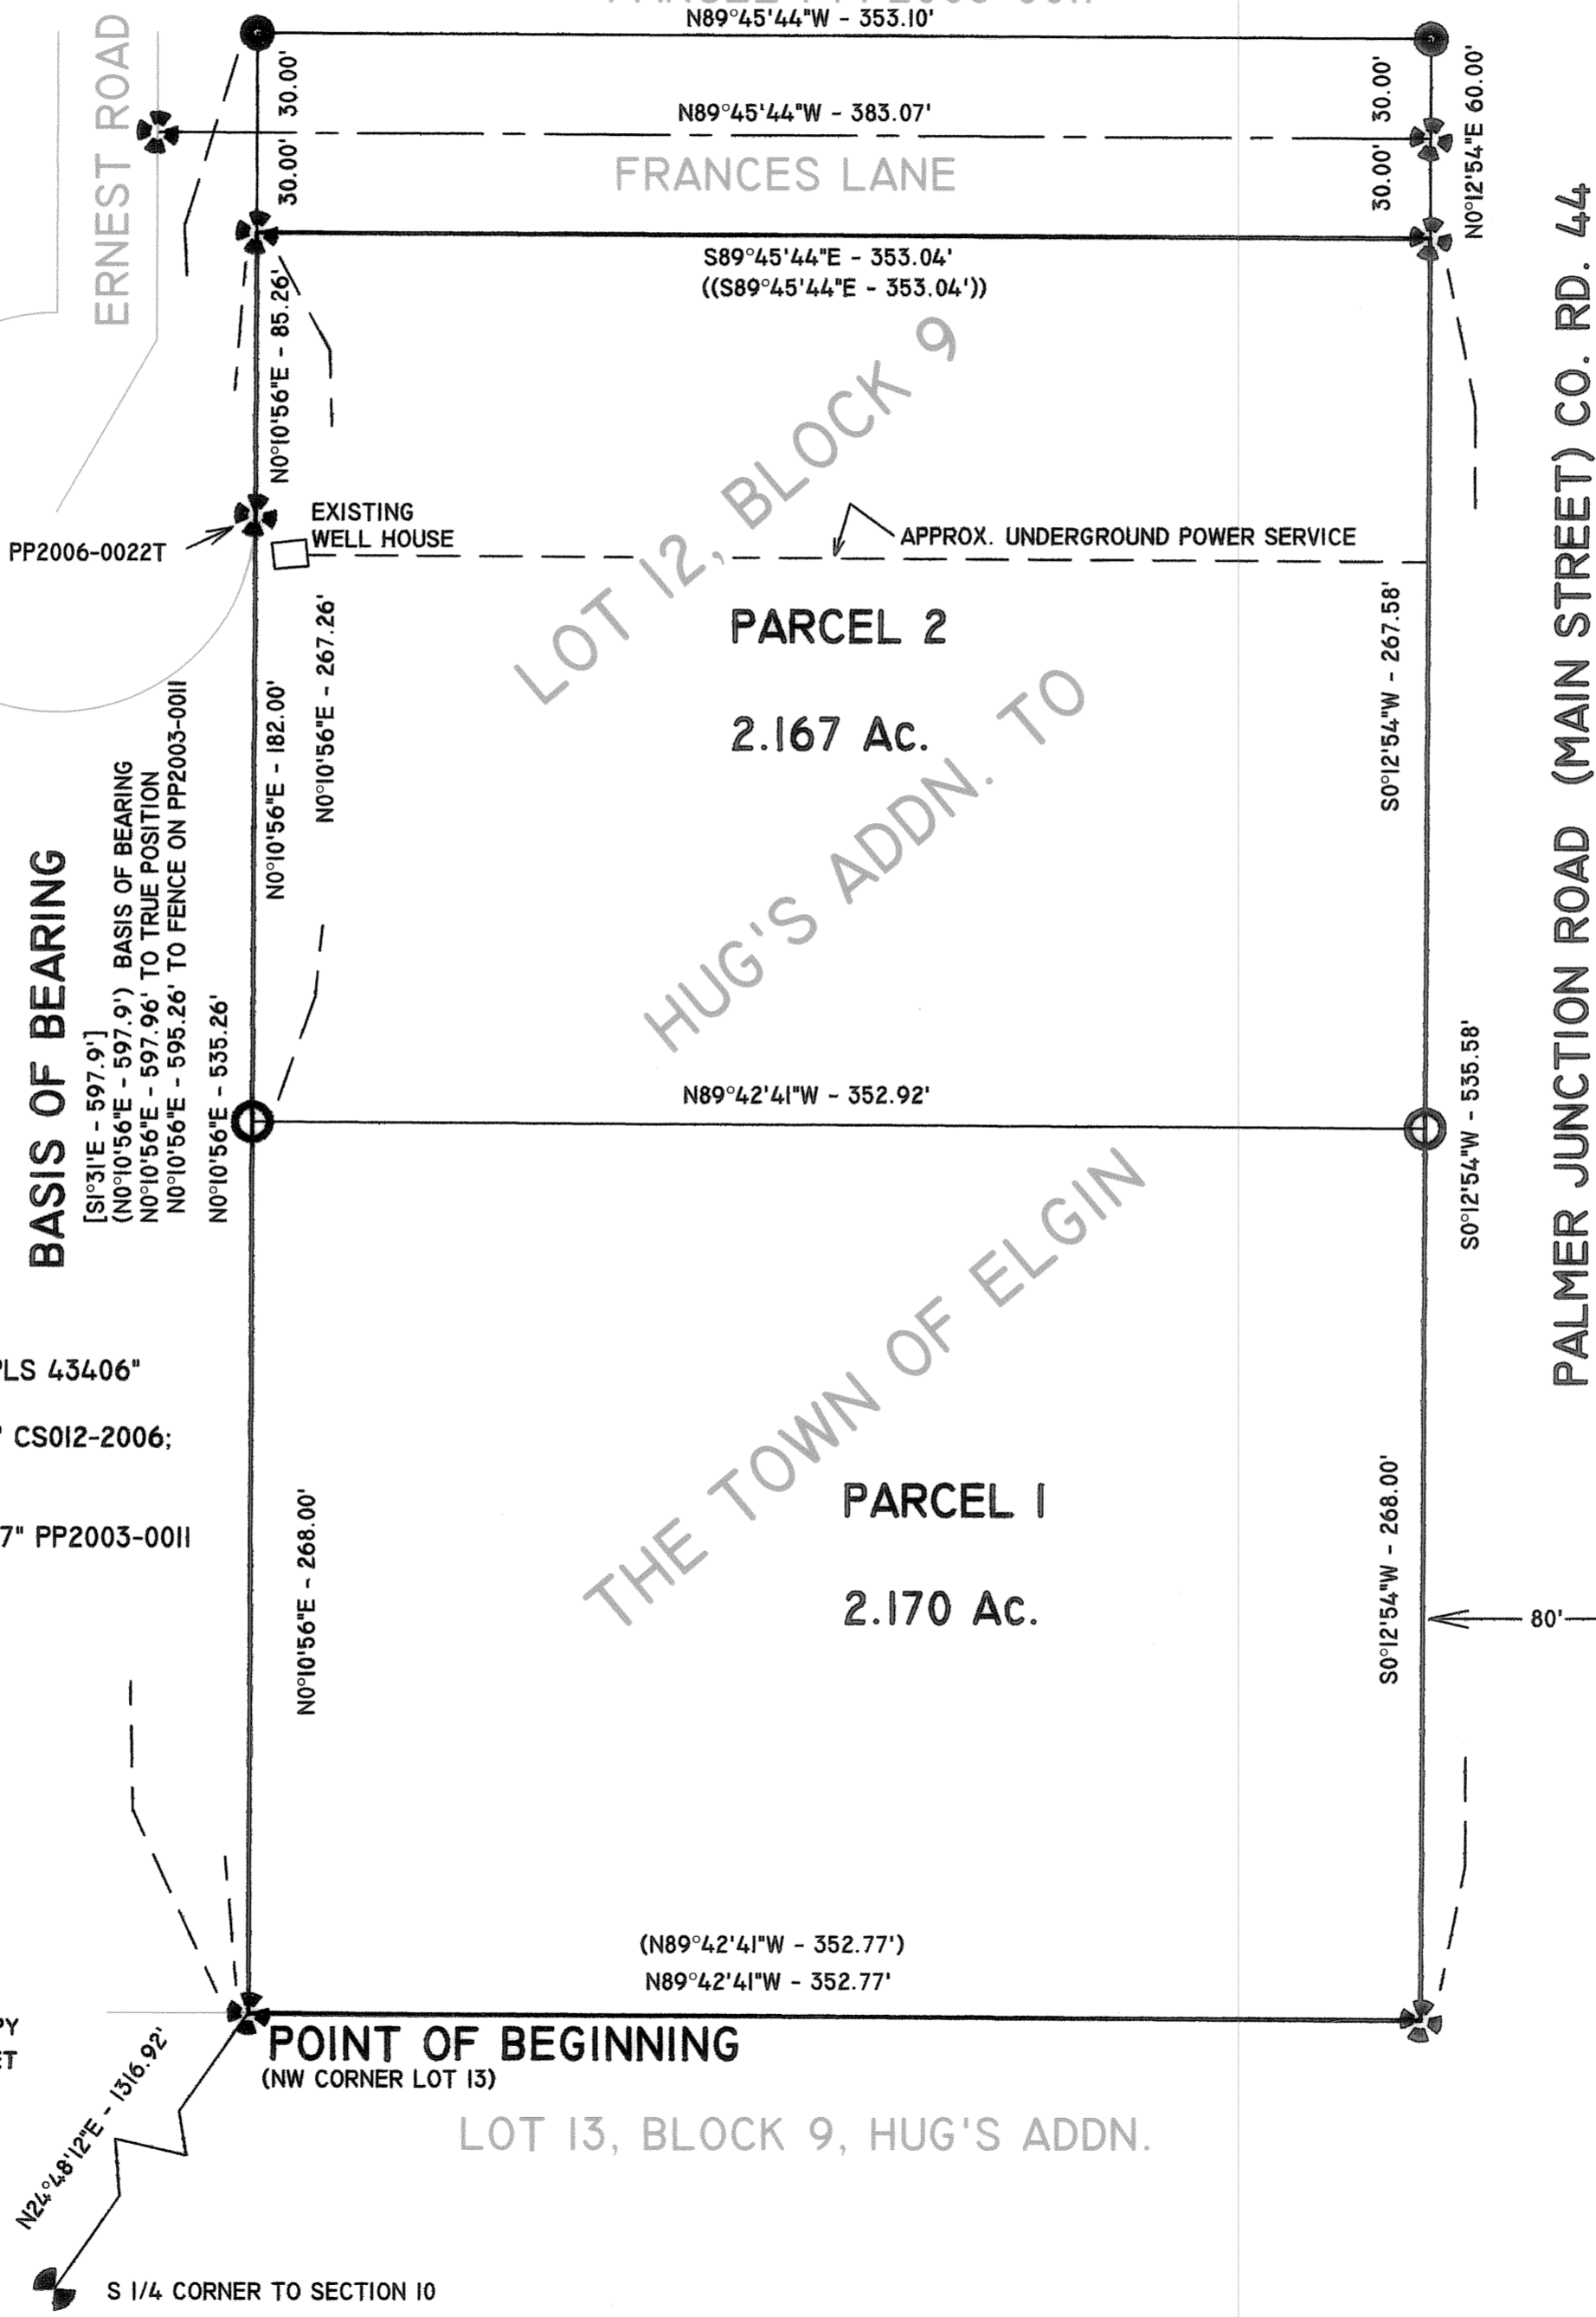 N89°45'44"W - 353.10'
ERNEST ROAD
30.00'
30.00'
30.00'
30.00'
N0°12'54"E 60.00'
N89°45'44"W - 383.07'
FRANCES LANE
S89°45'44"E - 353.04'
((S89°45'44"E - 353.04'))
N0°10'56"E - 85.26'
LOT 12, BLOCK 9
EXISTING
WELL HOUSE
APPROX. UNDERGROUND POWER SERVICE
PP2006-0022T
PARCEL 2
2.167 Ac.
N0°10'56"E - 182.00'
N0°10'56"E - 267.26'
S0°12'54"W - 267.58'
HUG'S ADDN. TO
PALMER JUNCTION ROAD (MAIN STREET) CO. RD. 44
BASIS OF BEARING
[S1°31'E - 597.9']
(N0°10'56"E - 597.9') BASIS OF BEARING
N0°10'56"E - 597.96' TO TRUE POSITION
N0°10'56"E - 595.26' TO FENCE ON PP2003-0011
N0°10'56"E - 535.26'
N89°42'41"W - 352.92'
S0°12'54"W - 535.58'
THE TOWN OF ELGIN
PLS 43406"
CS012-2006;
7" PP2003-0011
PARCEL 1
2.170 Ac.
N0°10'56"E - 268.00'
S0°12'54"W - 268.00'
80'
(N89°42'41"W - 352.77')
N89°42'41"W - 352.77'
POINT OF BEGINNING
(NW CORNER LOT 13)
N24°48'12"E - 1316.92'
LOT 13, BLOCK 9, HUG'S ADDN.
S 1/4 CORNER TO SECTION 10